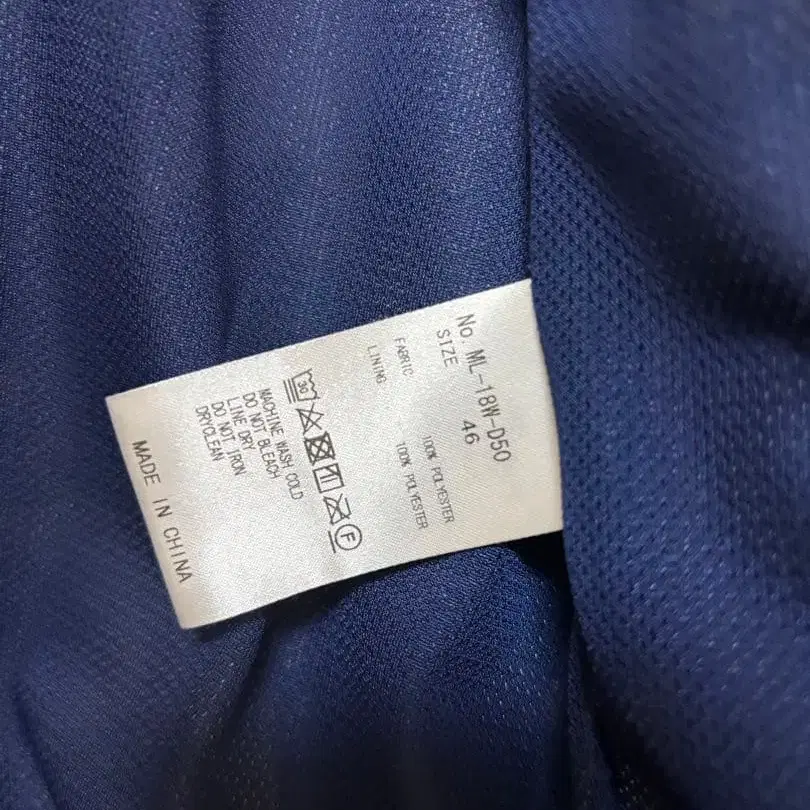 No.ML-18W-D50
SIZE 46
FABRIC 100% POLYESTER
LINING 100% POLYESTER
30 F
MACHINE WASH COLD
DO NOT BLEACH
LINE DRY
DO NOT IRON
DRYCLEAN
MADE IN CHINA